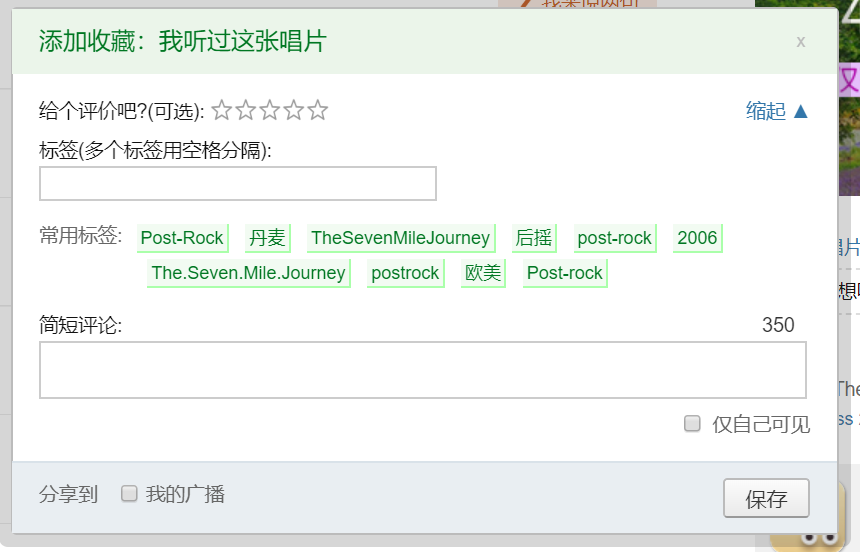 添加收藏：我听过这张唱片 x
给个评价吧?(可选): 缩起 ▲
标签(多个标签用空格分隔):
常用标签: Post-Rock 丹麦 TheSevenMileJourney 后摇 post-rock 2006
The.Seven.Mile.Journey postrock 欧美 Post-rock
简短评论: 350
仅自己可见
分享到 我的广播 保存